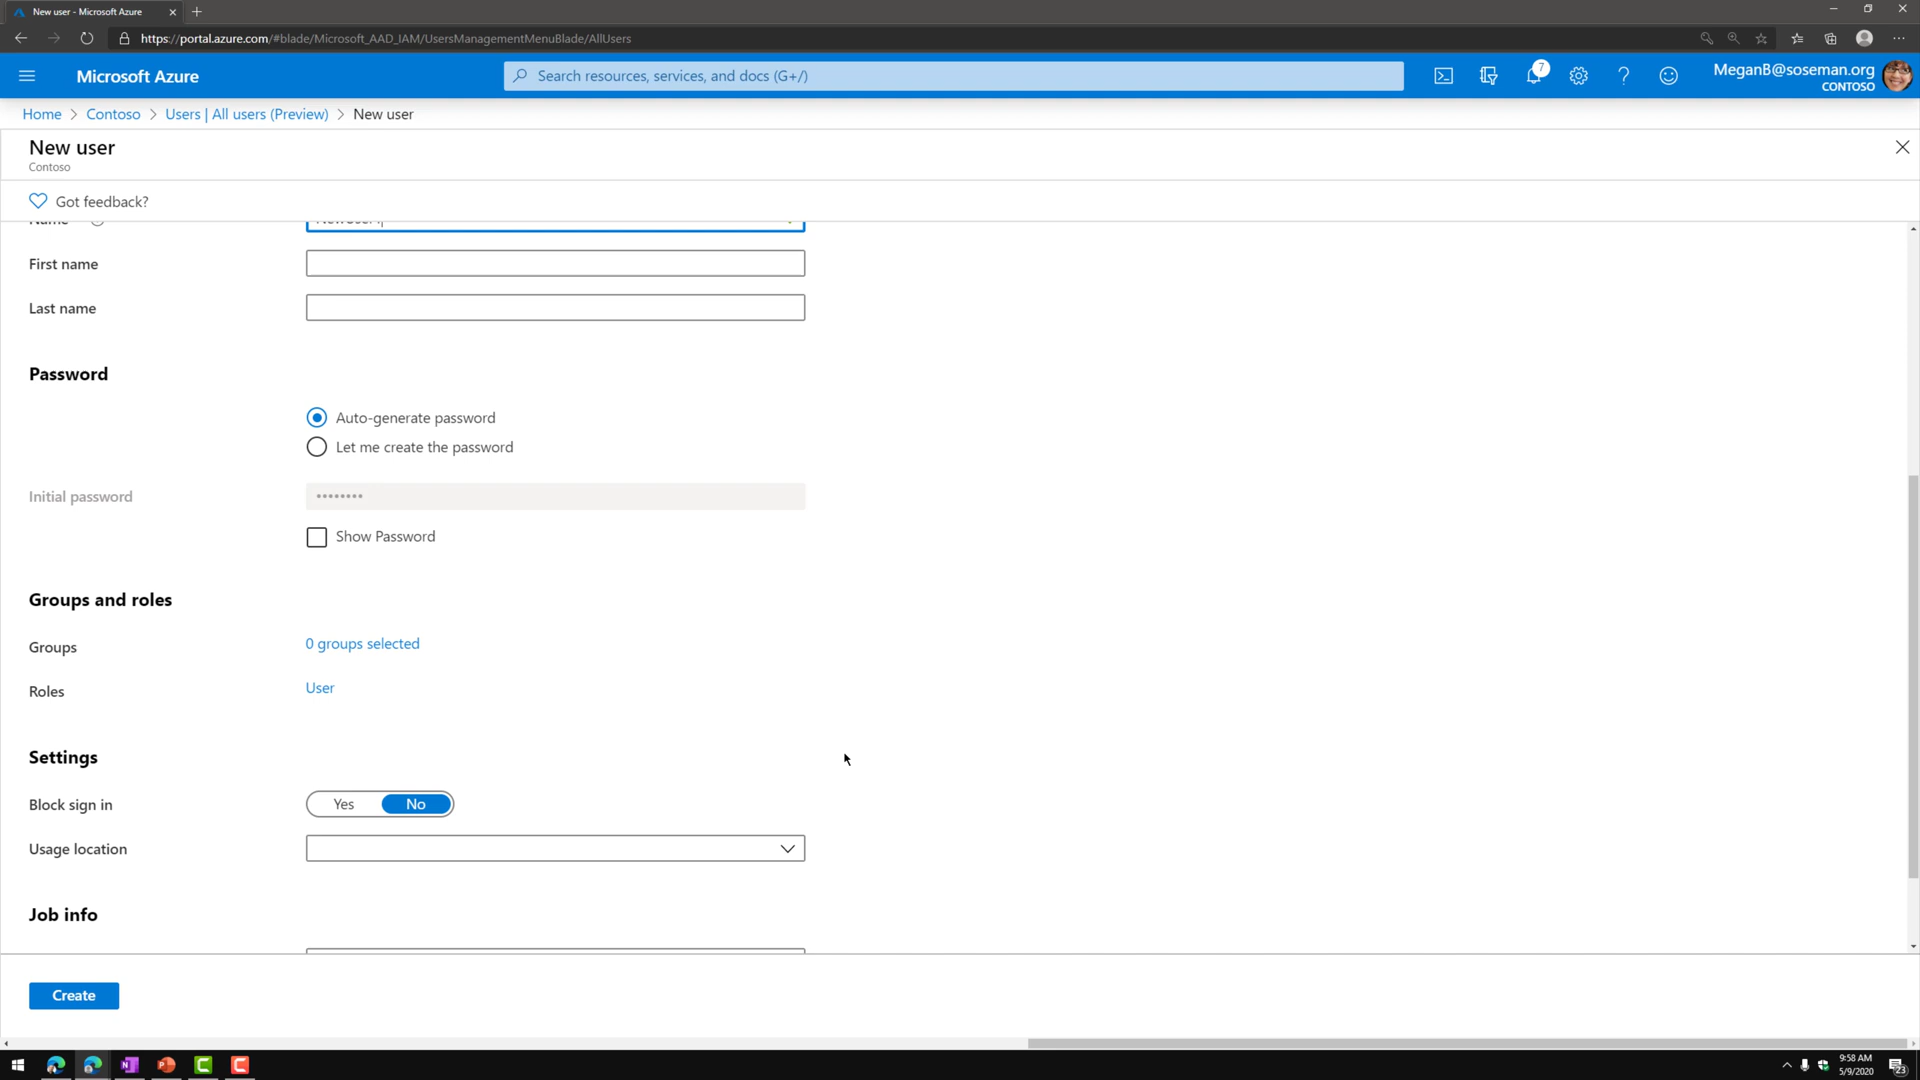 New user - Microsoft Azure
https://portal.azure.com/#blade/Microsoft_AAD_IAM/UsersManagementMenuBlade/AllUsers
Microsoft Azure
Search resources, services, and docs (G+/)
7
MeganB@soseman.org
CONTOSO
Home > Contoso > Users | All users (Preview) > New user
New user
Contoso
Got feedback?
First name
Last name
Password
Auto-generate password
Let me create the password
Initial password
••••••••
Show Password
Groups and roles
Groups
0 groups selected
Roles
User
Settings
Block sign in
Yes
No
Usage location
Job info
Create
9:58 AM
5/9/2020
23